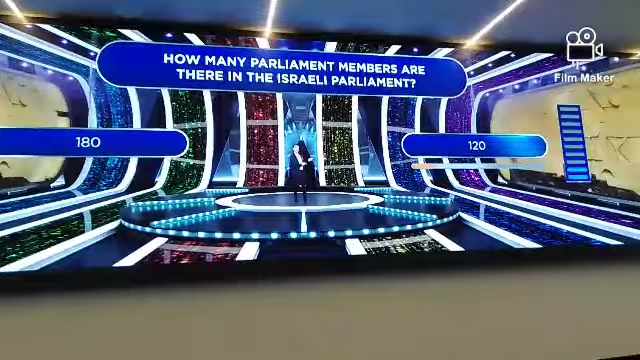 HOW MANY PARLIAMENT MEMBERS ARE
THERE IN THE ISRAELI PARLIAMENT?
180
120
Film Maker